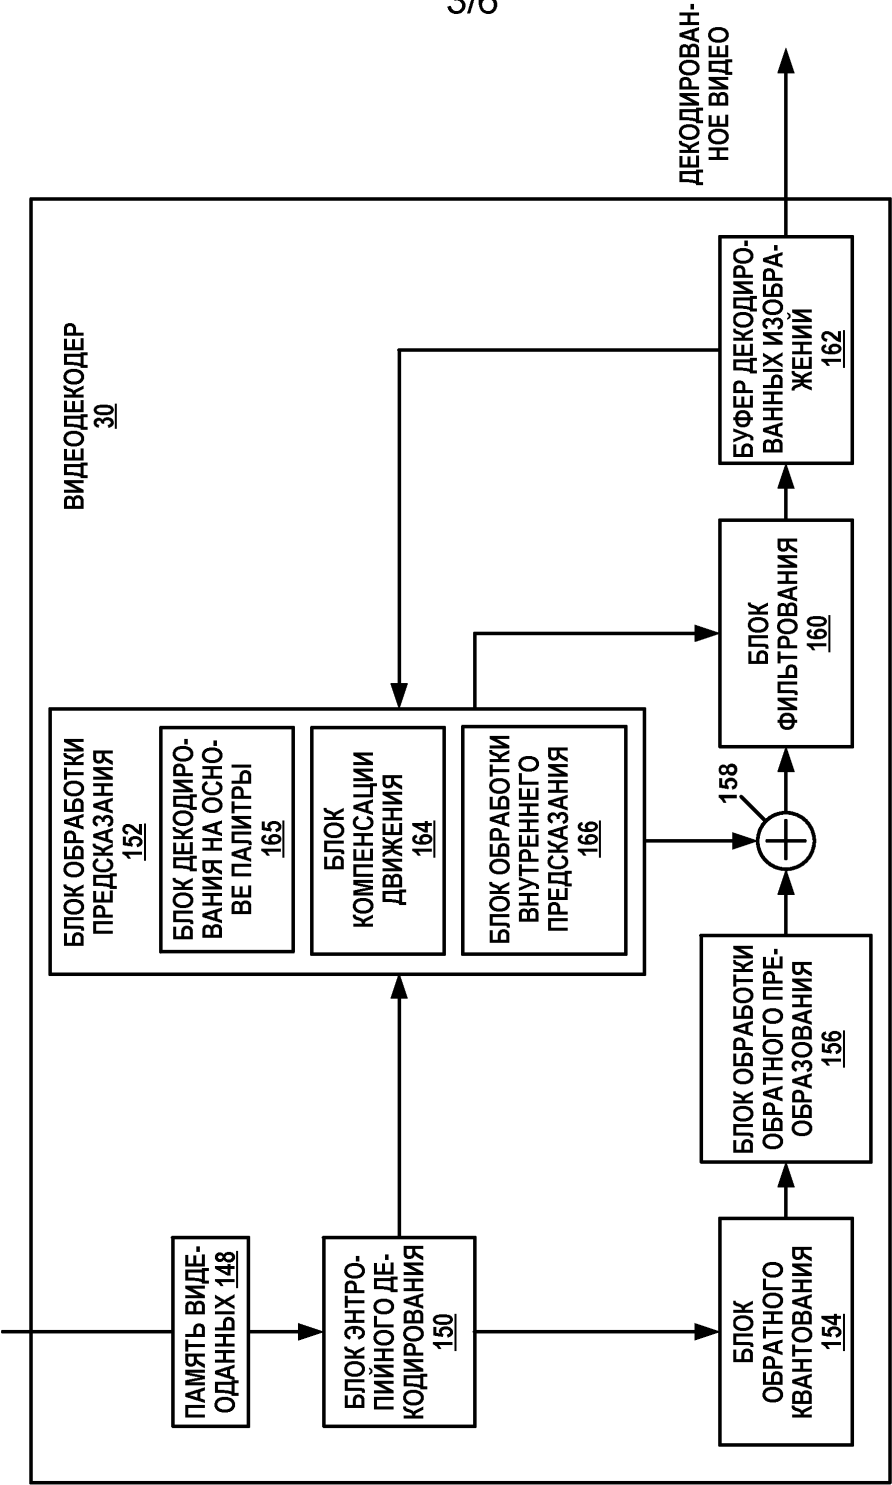 3/6
ДЕКОДИРОВАН-
НОЕ ВИДЕО
ВИДЕОДЕКОДЕР
30
ПАМЯТЬ ВИДЕ-
ОДАННЫХ 148
БЛОК ЭНТРО-
ПИЙНОГО ДЕ-
КОДИРОВАНИЯ
150
БЛОК ОБРАБОТКИ
ПРЕДСКАЗАНИЯ
152
БЛОК ДЕКОДИРО-
ВАНИЯ НА ОСНО-
ВЕ ПАЛИТРЫ
165
БЛОК
КОМПЕНСАЦИИ
ДВИЖЕНИЯ
164
БЛОК ОБРАБОТКИ
ВНУТРЕННЕГО
ПРЕДСКАЗАНИЯ
166
БЛОК
ОБРАТНОГО
КВАНТОВАНИЯ
154
БЛОК ОБРАБОТКИ
ОБРАТНОГО ПРЕ-
ОБРАЗОВАНИЯ
156
158
БЛОК
ФИЛЬТРОВАНИЯ
160
БУФЕР ДЕКОДИРО-
ВАННЫХ ИЗОБРА-
ЖЕНИЙ
162